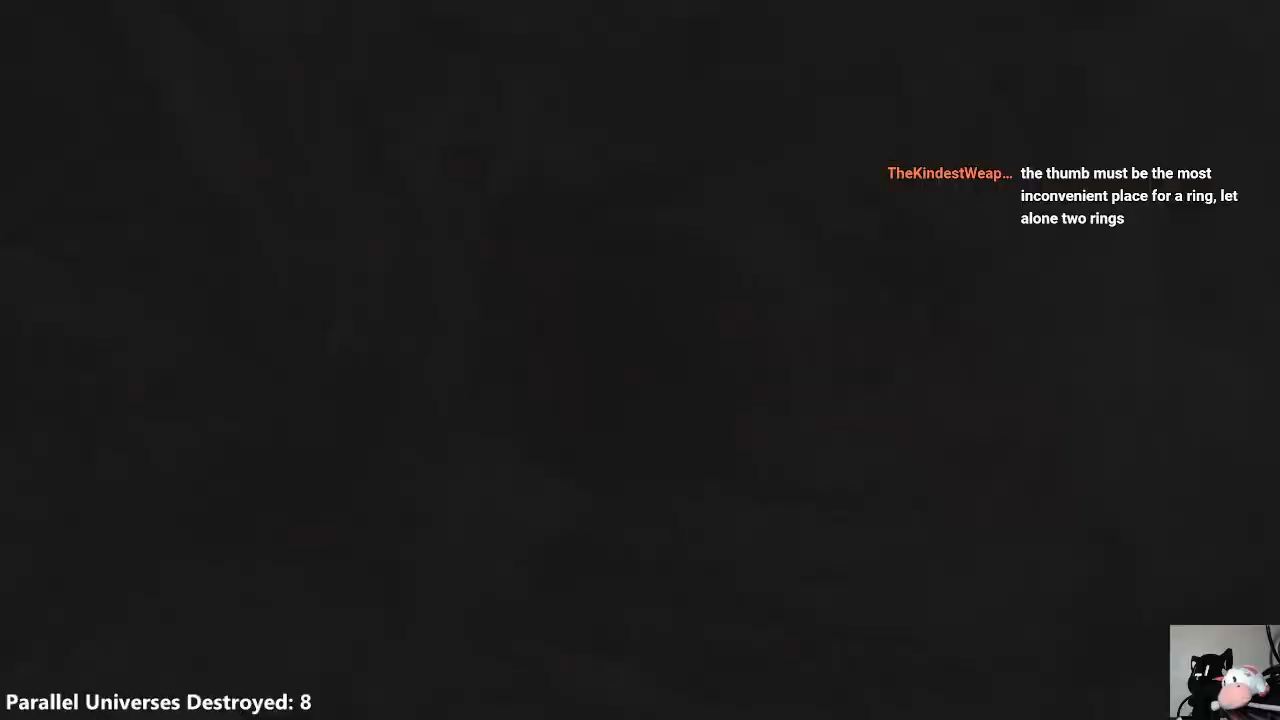 TheKindestWeap... the thumb must be the most
inconvenient place for a ring, let
alone two rings
Parallel Universes Destroyed: 8